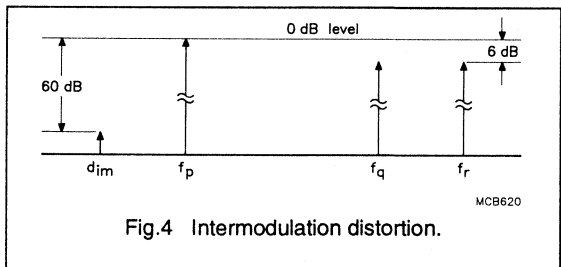 0 dB level
6 dB
60 dB
dim fp fq fr
MCB620
Fig.4 Intermodulation distortion.